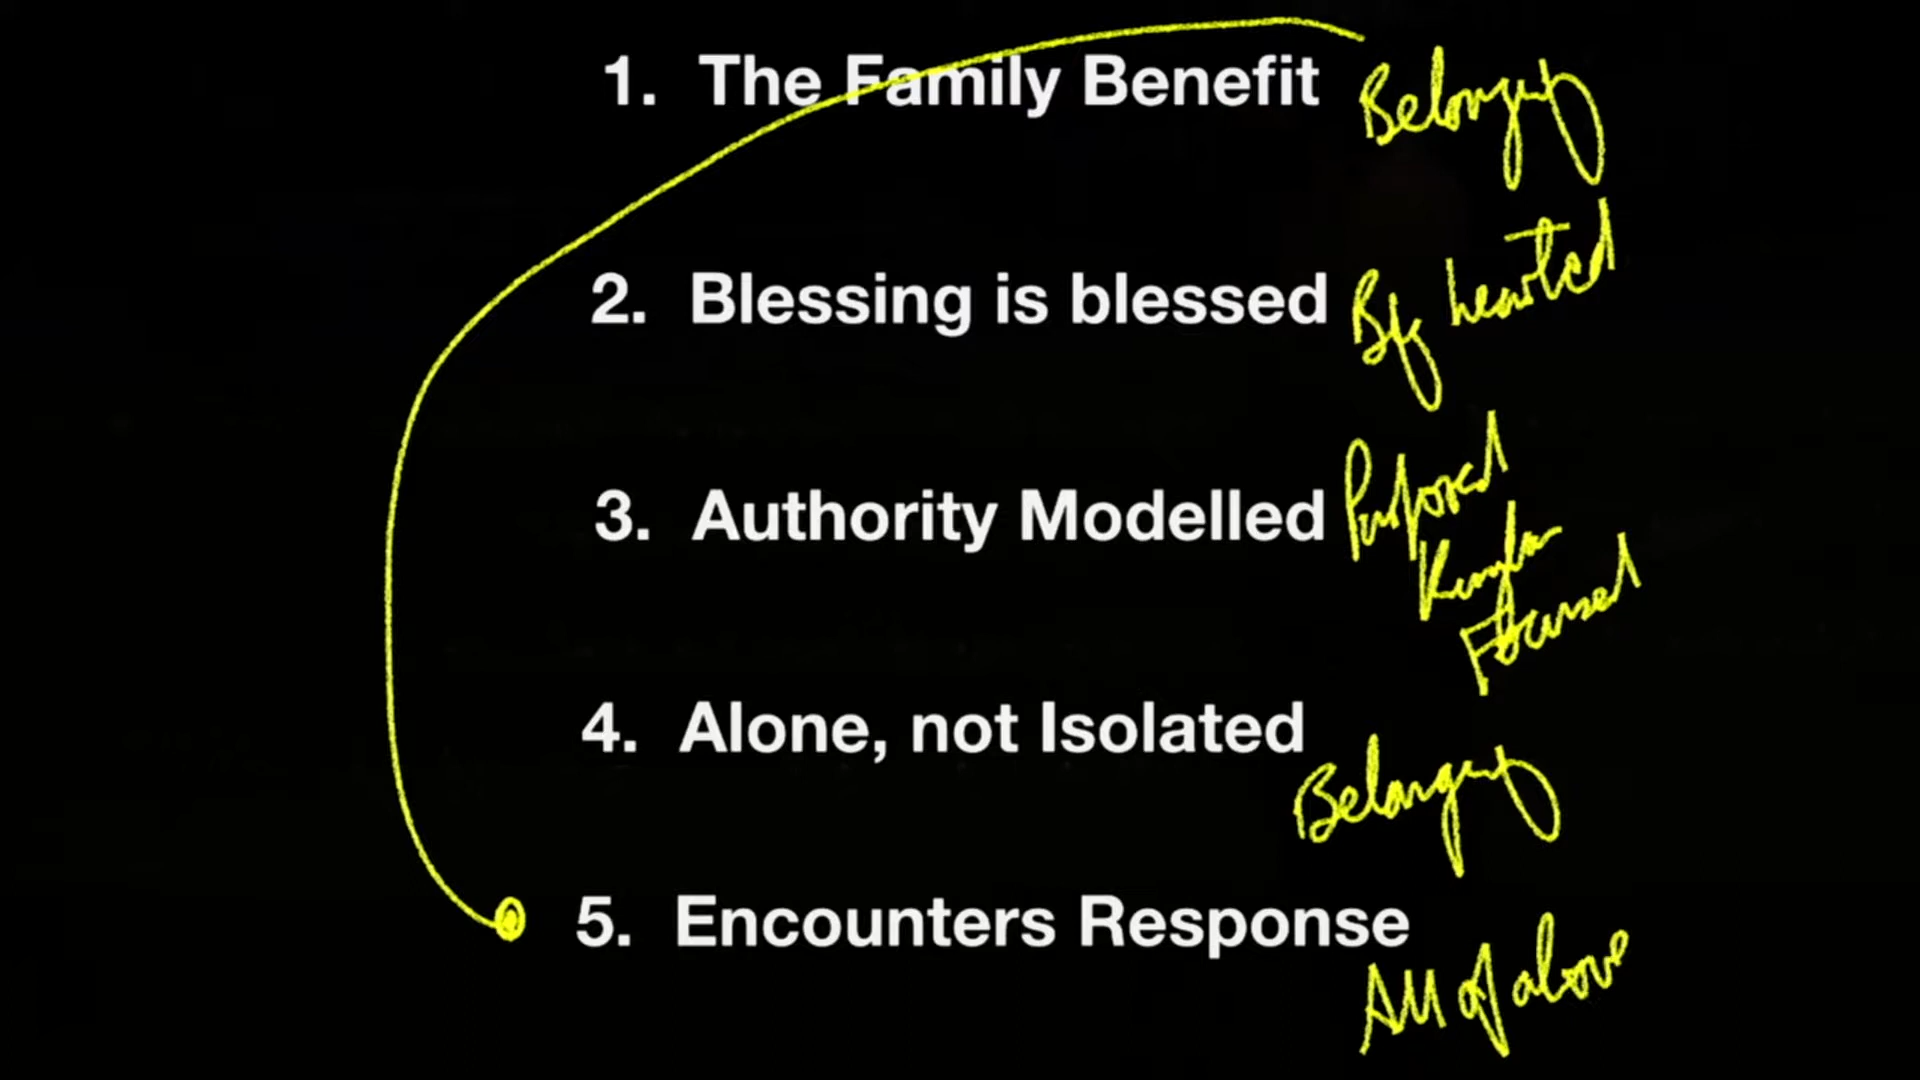 1. The Family Benefit Belonging
2. Blessing is blessed Big hearted
3. Authority Modelled Purposed
Kingdom
Focused
4. Alone, not Isolated
Belonging
5. Encounters Response
All of above